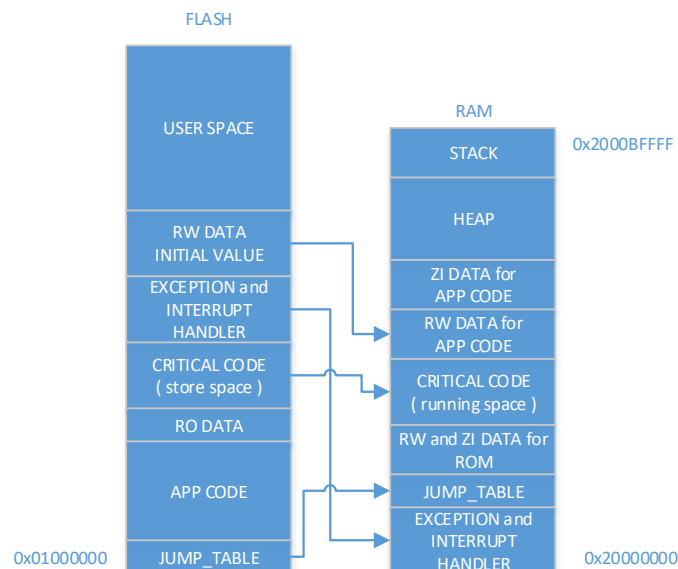 FLASH
USER SPACE
RW DATA
INITIAL VALUE
EXCEPTION and
INTERRUPT
HANDLER
CRITICAL CODE
( store space )
RO DATA
APP CODE
0x01000000
JUMP_TABLE
RAM
STACK
0x2000BFFFF
HEAP
ZI DATA for
APP CODE
RW DATA for
APP CODE
CRITICAL CODE
( running space )
RW and ZI DATA for
ROM
JUMP_TABLE
EXCEPTION and
INTERRUPT
HANDLER
0x20000000